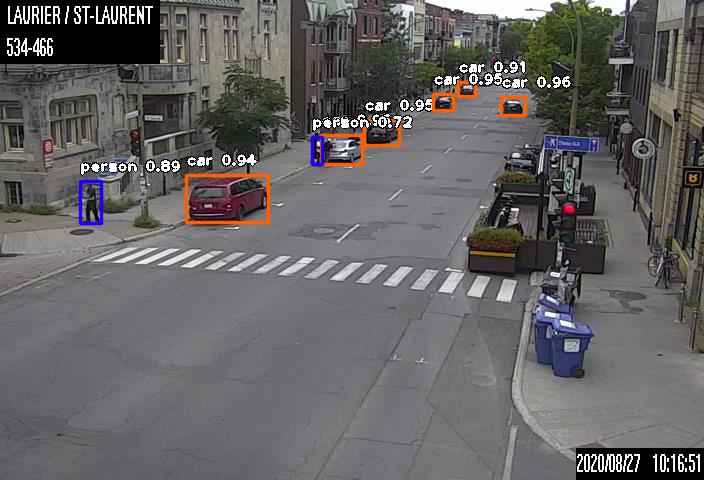 LAURIER / ST-LAURENT
534-466
car 0.91
car 0.95
car 0.96
car 0.95
person 0.72
person 0.89
car 0.94
2020/08/27 10:16:51